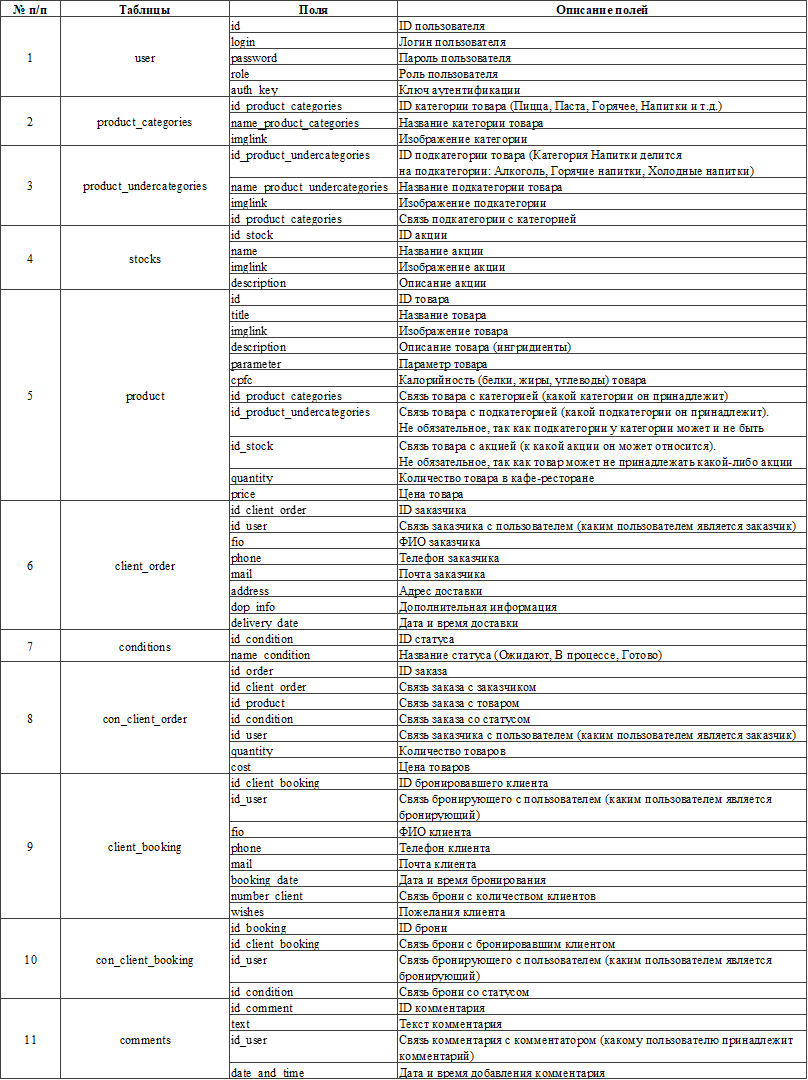 № п/п Таблицы Поля Описание полей
1 user id ID пользователя
login Логин пользователя
password Пароль пользователя
role Роль пользователя
auth_key Ключ аутентификации
2 product_categories id_product_categories ID категории товара (Пицца, Паста, Горячее, Напитки и т.д.)
name_product_categories Название категории товара
imglink Изображение категории
3 product_undercategories id_product_undercategories ID подкатегории товара (Категория Напитки делится
на подкатегории: Алкоголь, Горячие напитки, Холодные напитки)
name_product_undercategories Название подкатегории товара
imglink Изображение подкатегории
id_product_categories Связь подкатегории с категорией
4 stocks id_stock ID акции
name Название акции
imglink Изображение акции
description Описание акции
5 product id ID товара
title Название товара
imglink Изображение товара
description Описание товара (ингридиенты)
parameter Параметр товара
cpfc Калорийность (белки, жиры, углеводы) товара
id_product_categories Связь товара с категорией (какой категории он принадлежит)
id_product_undercategories Связь товара с подкатегорией (какой подкатегории он принадлежит).
Не обязательное, так как подкатегории у категории может и не быть
id_stock Связь товара с акцией (к какой акции он может относится).
Не обязательное, так как товар может не принадлежать какой-либо акции
quantity Количество товара в кафе-ресторане
price Цена товара
6 client_order id_client_order ID заказчика
id_user Связь заказчика с пользователем (каким пользователем является заказчик)
fio ФИО заказчика
phone Телефон заказчика
mail Почта заказчика
address Адрес доставки
dop_info Дополнительная информация
delivery_date Дата и время доставки
7 conditions id_condition ID статуса
name_condition Название статуса (Ожидают, В процессе, Готово)
8 con_client_order id_order ID заказа
id_client_order Связь заказа с заказчиком
id_product Связь заказа с товаром
id_condition Связь заказа со статусом
id_user Связь заказчика с пользователем (каким пользователем является заказчик)
quantity Количество товаров
cost Цена товаров
9 client_booking id_client_booking ID бронировавшего клиента
id_user Связь бронирующего с пользователем (каким пользователем является
бронирующий)
fio ФИО клиента
phone Телефон клиента
mail Почта клиента
booking_date Дата и время бронирования
number_client Связь брони с количеством клиентов
wishes Пожелания клиента
10 con_client_booking id_booking ID брони
id_client_booking Связь брони с бронировавшим клиентом
id_user Связь бронирующего с пользователем (каким пользователем является
бронирующий)
id_condition Связь брони со статусом
11 comments id_comment ID комментария
text Текст комментария
id_user Связь комментария с комментатором (какому пользователю принадлежит
комментарий)
date_and_time Дата и время добавления комментария